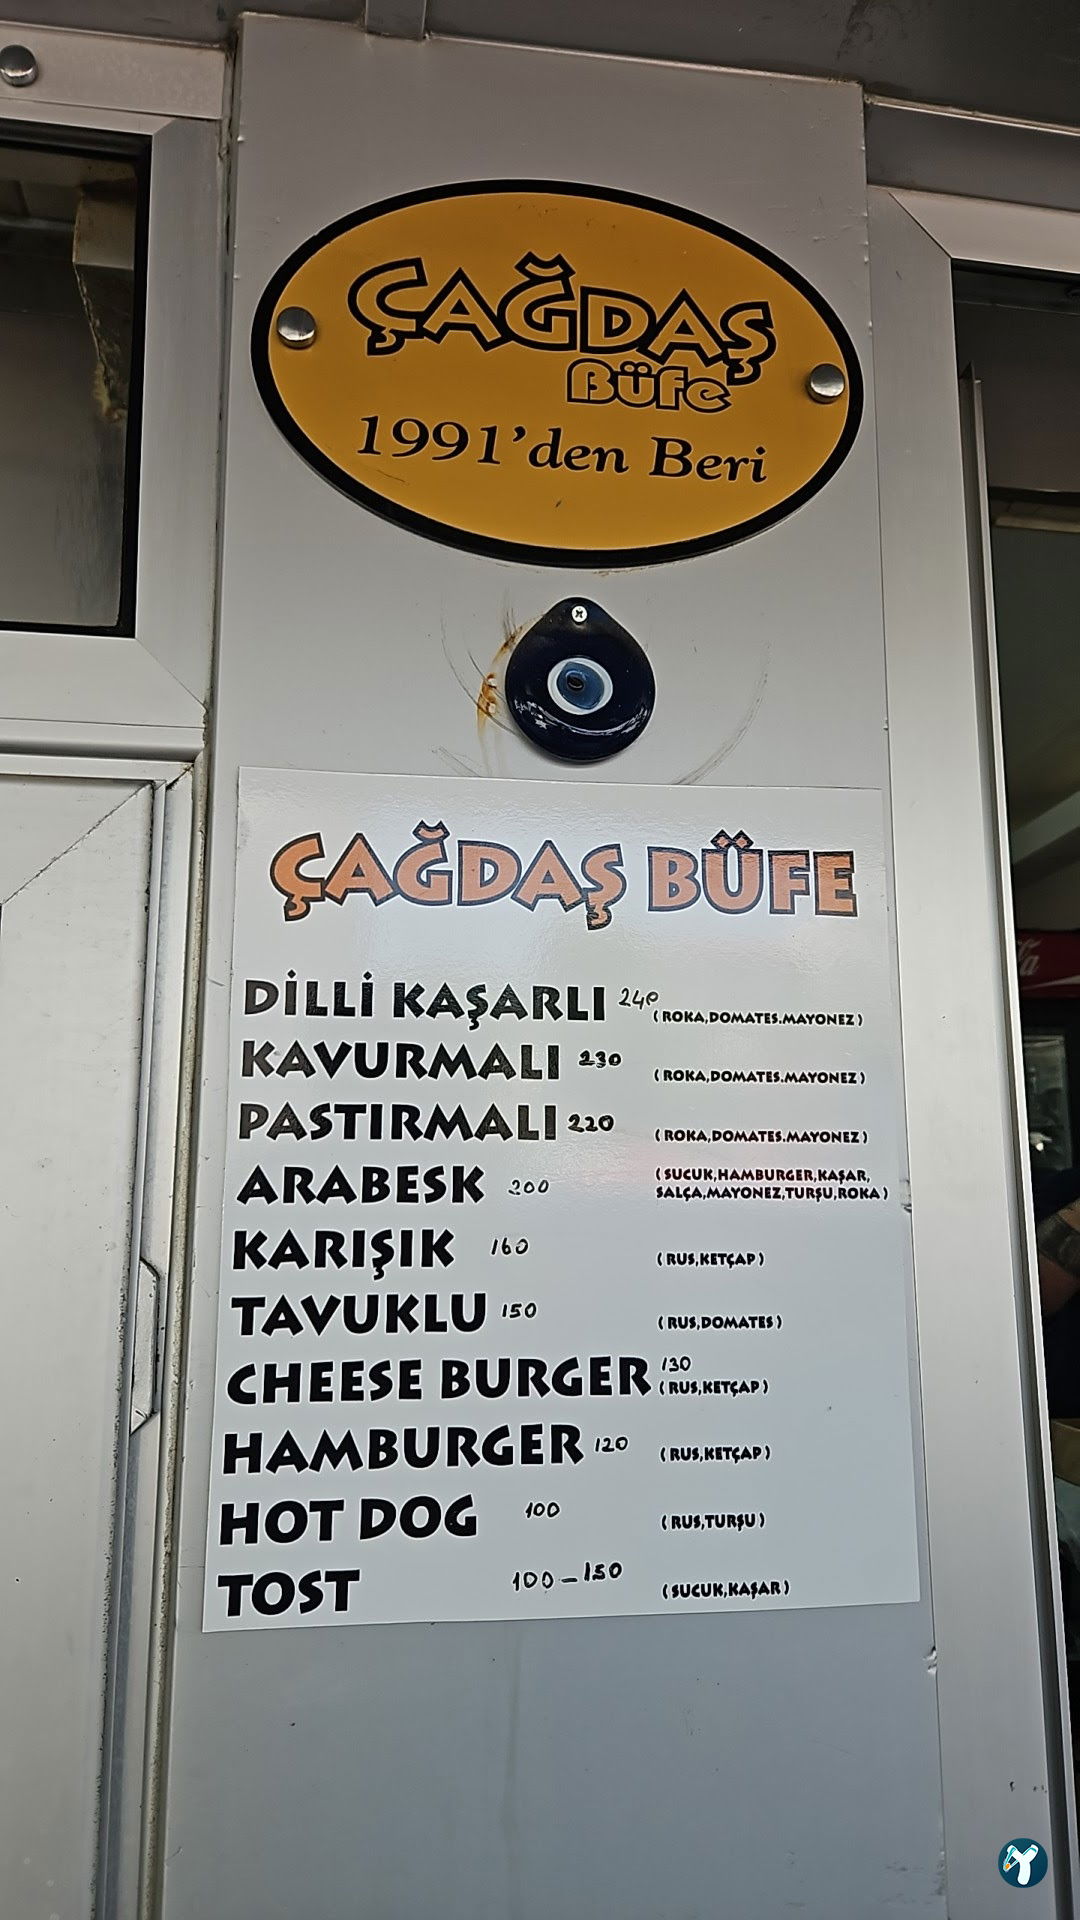 ÇAĞDAŞ
BÜFe
1991'den Beri
ÇAĞDAŞ BÜFE
DİLLİ KAŞARLI 240 (ROKA,DOMATES.MAYONEZ)
KAVURMALI 230 (ROKA,DOMATES.MAYONEZ)
PASTIRMALI 220 (ROKA,DOMATES.MAYONEZ)
ARABESK 200 (SUCUK,HAMBURGER,KAŞAR,
SALÇA,MAYONEZ,TURŞU,ROKA)
KARIŞIK 160 (RUS,KETÇAP)
TAVUKLU 150 (RUS,DOMATES)
CHEESE BURGER 130 (RUS,KETÇAP)
HAMBURGER 120 (RUS,KETÇAP)
HOT DOG 100 (RUS,TURŞU)
TOST 100-150 (SUCUK,KAŞAR)